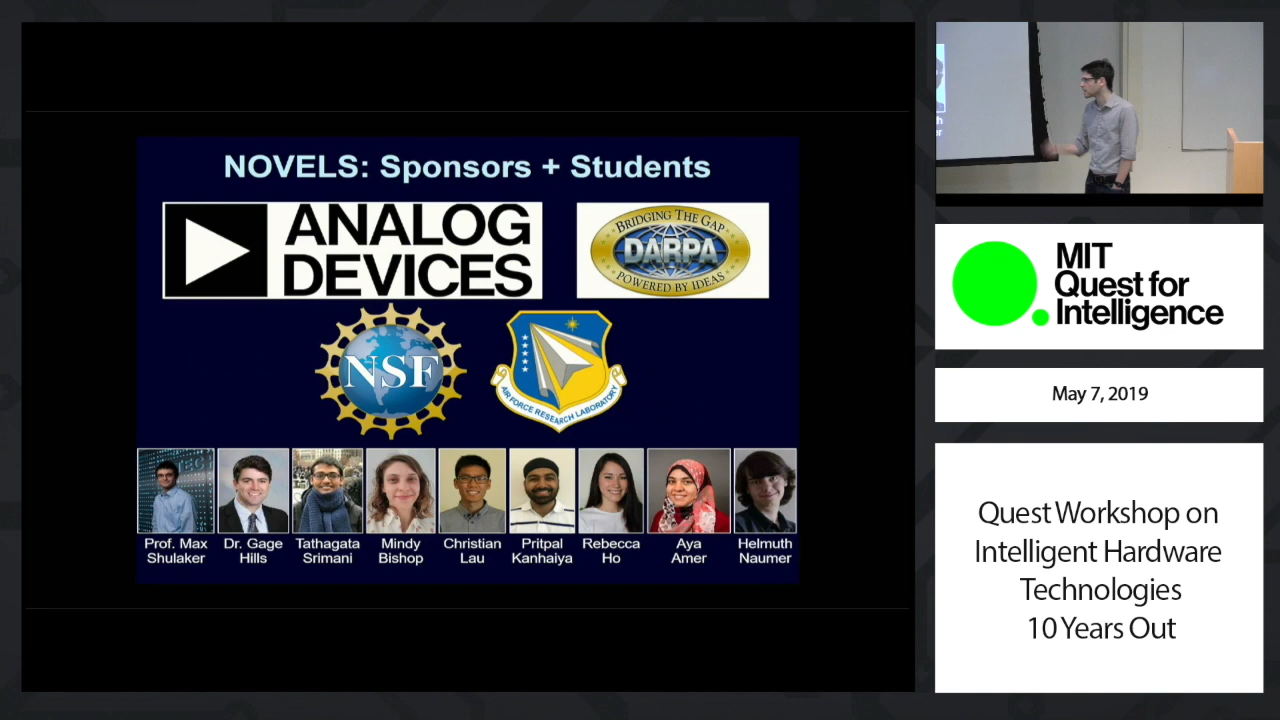 NOVELS: Sponsors + Students
ANALOG
DEVICES
BRIDGING THE GAP
DARPA
POWERED BY IDEAS
NSF
AIR FORCE RESEARCH LABORATORY
Prof. Max
Shulaker
Dr. Gage
Hills
Tathagata
Srimani
Mindy
Bishop
Christian
Lau
Pritpal
Kanhaiya
Rebecca
Ho
Aya
Amer
Helmuth
Naumer
MIT
Quest for
Intelligence
May 7, 2019
Quest Workshop on
Intelligent Hardware
Technologies
10 Years Out